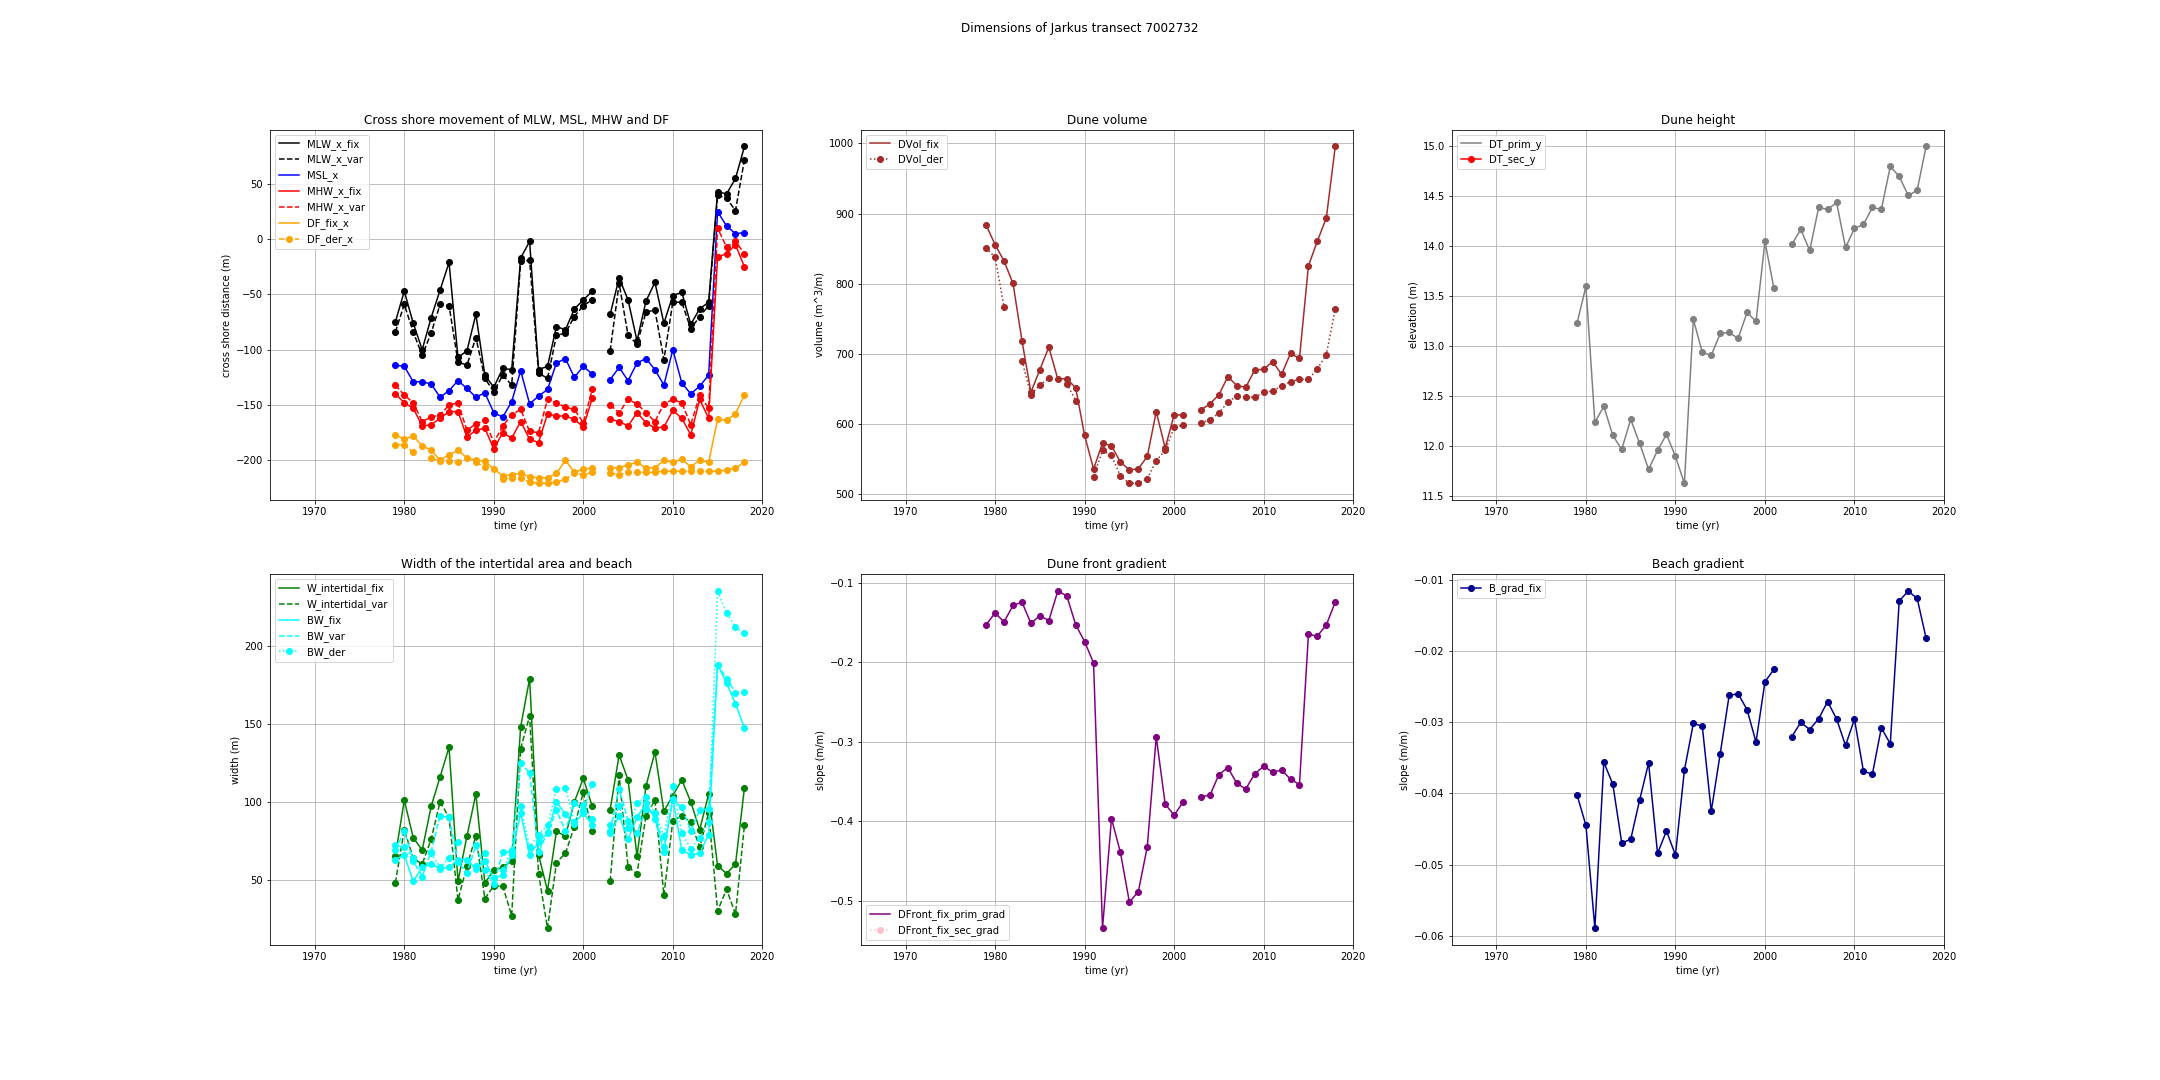 Dimensions of Jarkus transect 7002732
Cross shore movement of MLW, MSL, MHW and DF
MLW_x_fix
MLW_x_var
MSL_x
MHW_x_fix
MHW_x_var
DF_fix_x
DF_der_x
50
0
−50
−100
−150
−200
cross shore distance (m)
1970 1980 1990 2000 2010 2020
time (yr)
Dune volume
DVol_fix
DVol_der
1000
900
800
700
600
500
volume (m^3/m)
1970 1980 1990 2000 2010 2020
time (yr)
Dune height
DT_prim_y
DT_sec_y
15.0
14.5
14.0
13.5
13.0
12.5
12.0
11.5
elevation (m)
1970 1980 1990 2000 2010 2020
time (yr)
Width of the intertidal area and beach
W_intertidal_fix
W_intertidal_var
BW_fix
BW_var
BW_der
200
150
100
50
width (m)
1970 1980 1990 2000 2010 2020
time (yr)
Dune front gradient
−0.1
−0.2
−0.3
−0.4
−0.5
slope (m/m)
DFront_fix_prim_grad
DFront_fix_sec_grad
1970 1980 1990 2000 2010 2020
time (yr)
Beach gradient
B_grad_fix
−0.01
−0.02
−0.03
−0.04
−0.05
−0.06
slope (m/m)
1970 1980 1990 2000 2010 2020
time (yr)